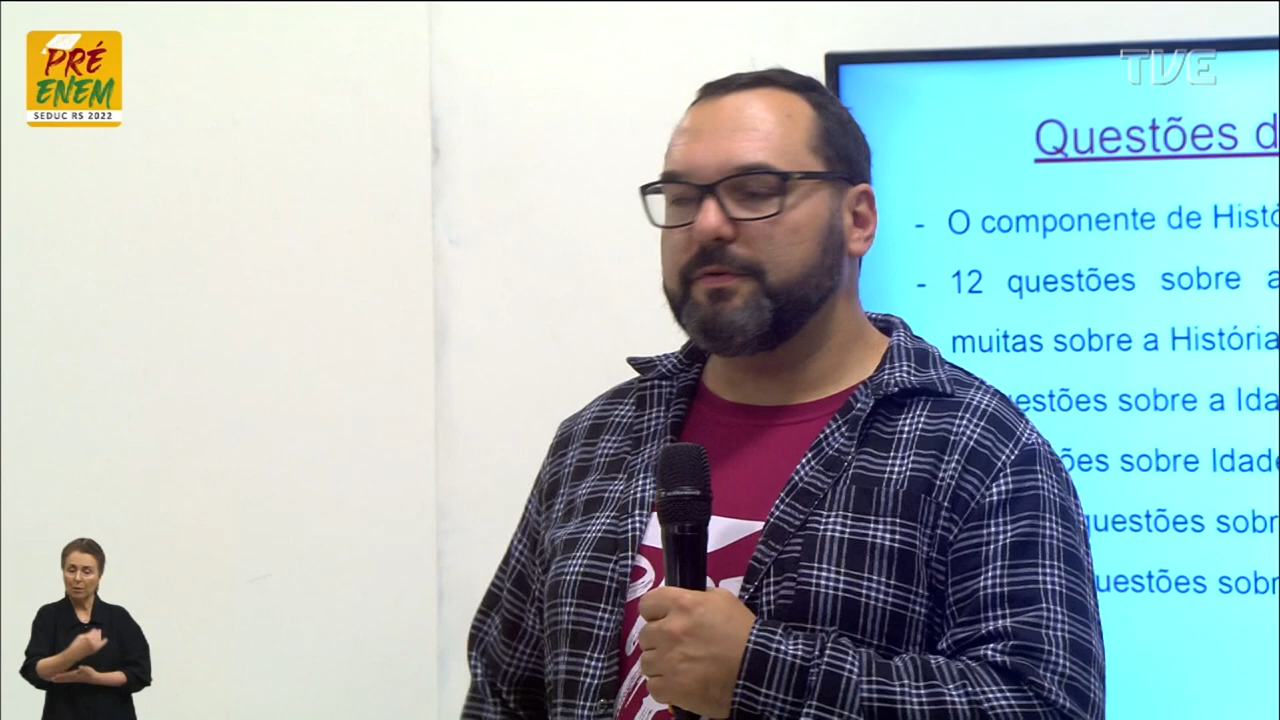 PRÉ
ENEM
SEDUC RS 2022
TVE
Questões d
- O componente de Histó
- 12 questões sobre a
muitas sobre a História
estões sobre a Ida
ões sobre Idade
questões sobr
uestões sobr